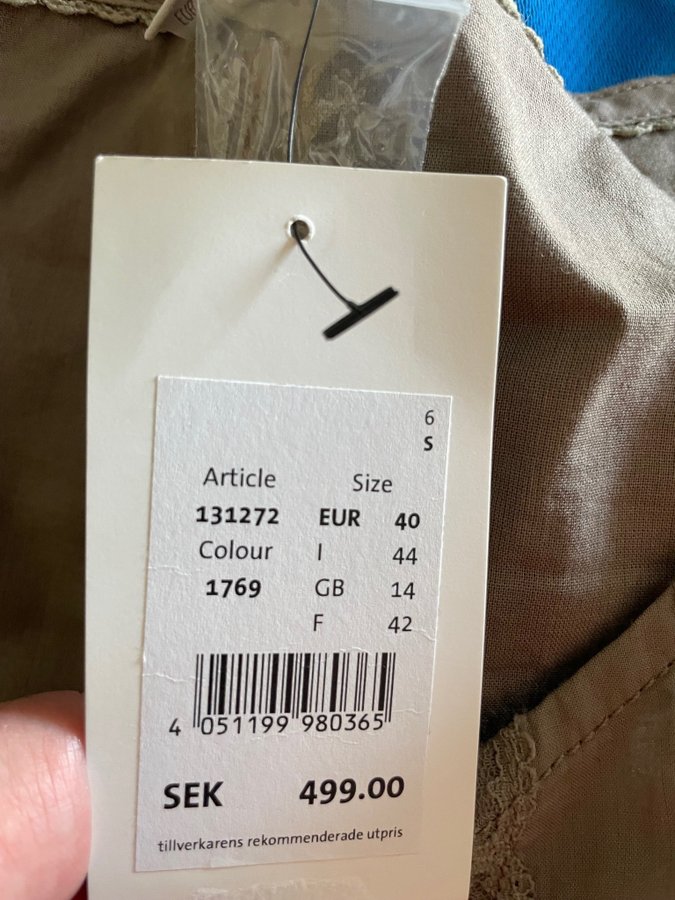 6
S
Article Size
131272 EUR 40
Colour I 44
1769 GB 14
F 42
4 051199 980365
SEK 499.00
tillverkarens rekommenderade utpris